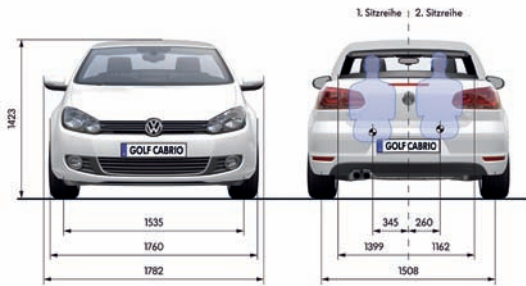 1. Sitzreihe 2. Sitzreihe
1423
GOLF CABRIO
GOLF CABRIO
1535
345 260
1760
1399 1162
1782
1508